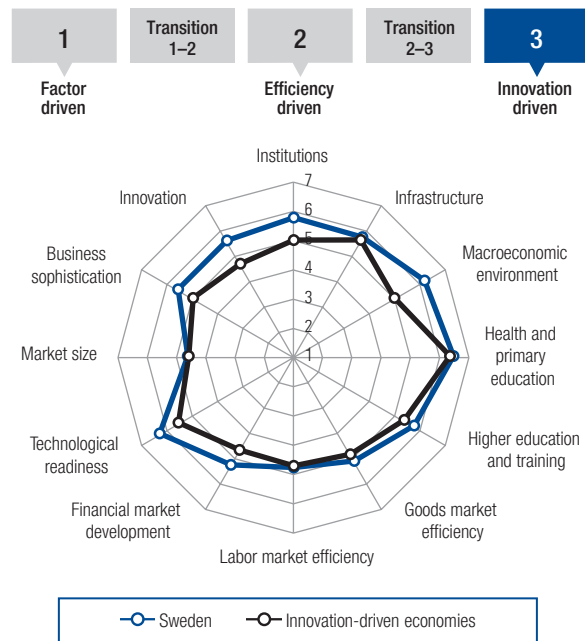 1
Transition
1–2
2
Transition
2–3
3
Factor
driven
Efficiency
driven
Innovation
driven
Institutions
7
6
5
4
3
2
1
Infrastructure
Macroeconomic
environment
Health and
primary
education
Higher education
and training
Goods market
efficiency
Labor market efficiency
Financial market
development
Technological
readiness
Market size
Business
sophistication
Innovation
Sweden
Innovation-driven economies